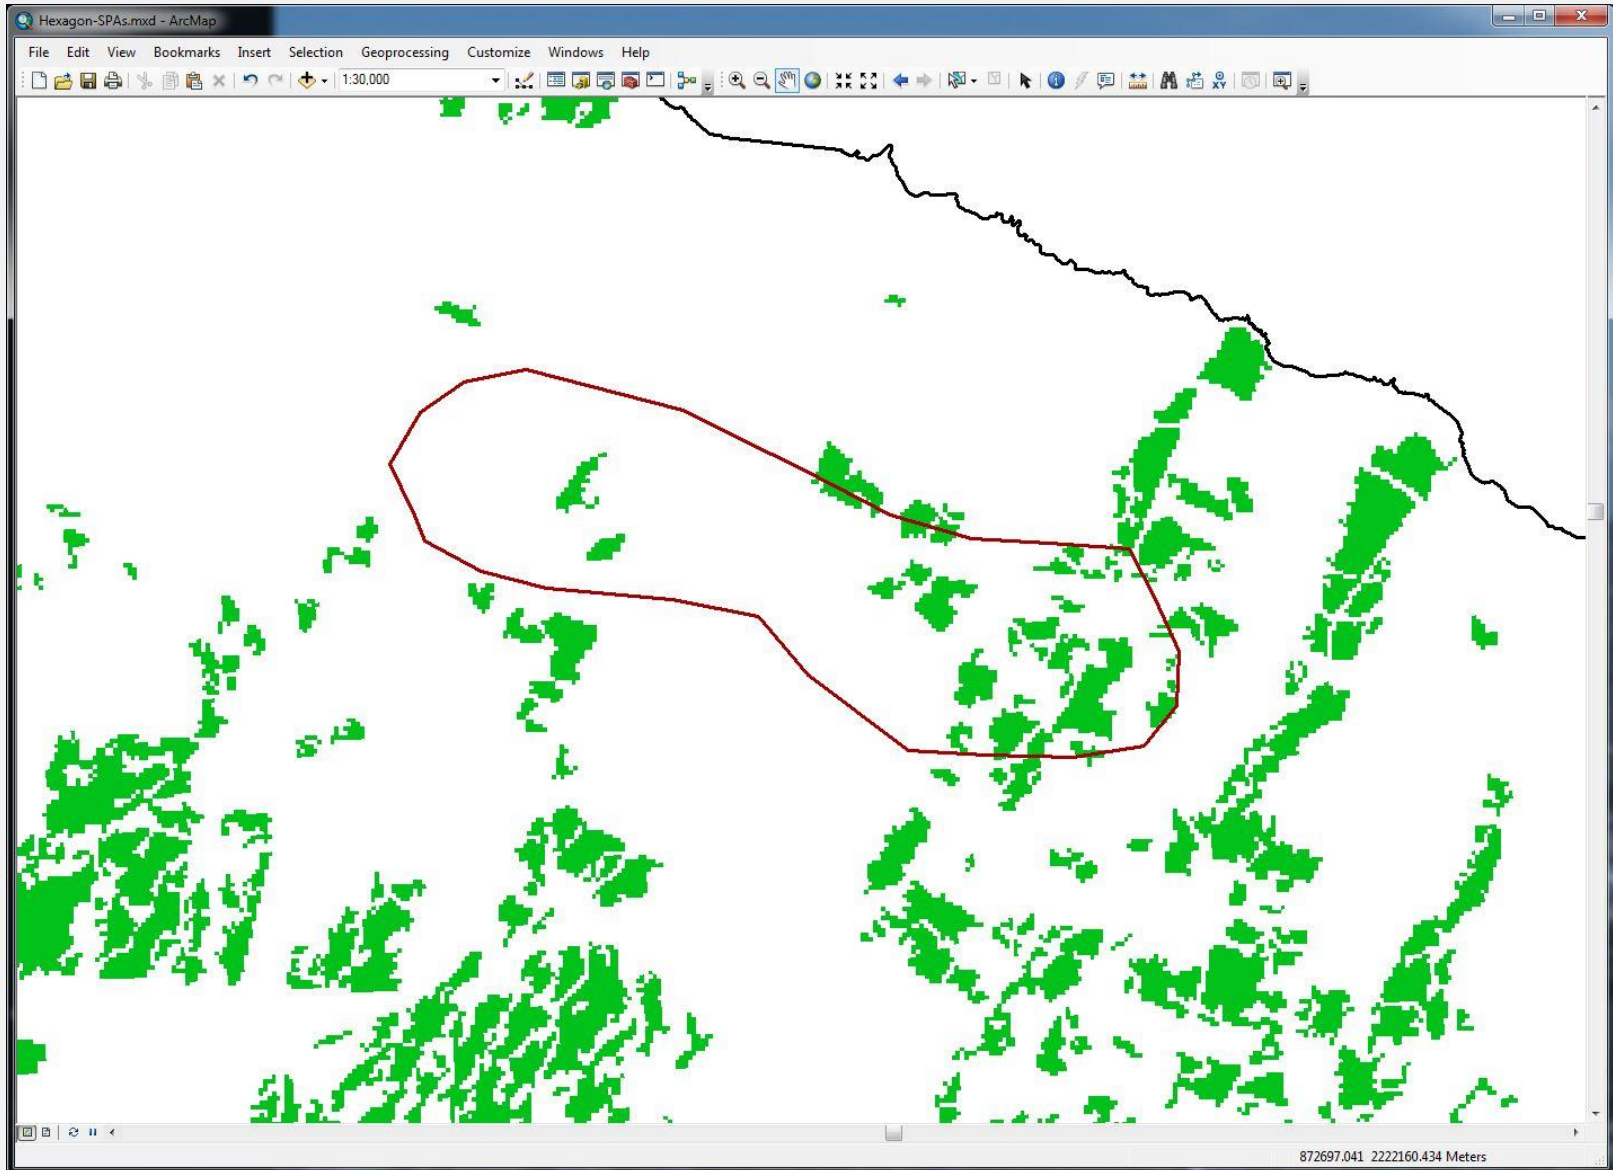 Hexagon-SPAs.mxd - ArcMap
File Edit View Bookmarks Insert Selection Geoprocessing Customize Windows Help
1:30,000
872697.041 2222160.434 Meters